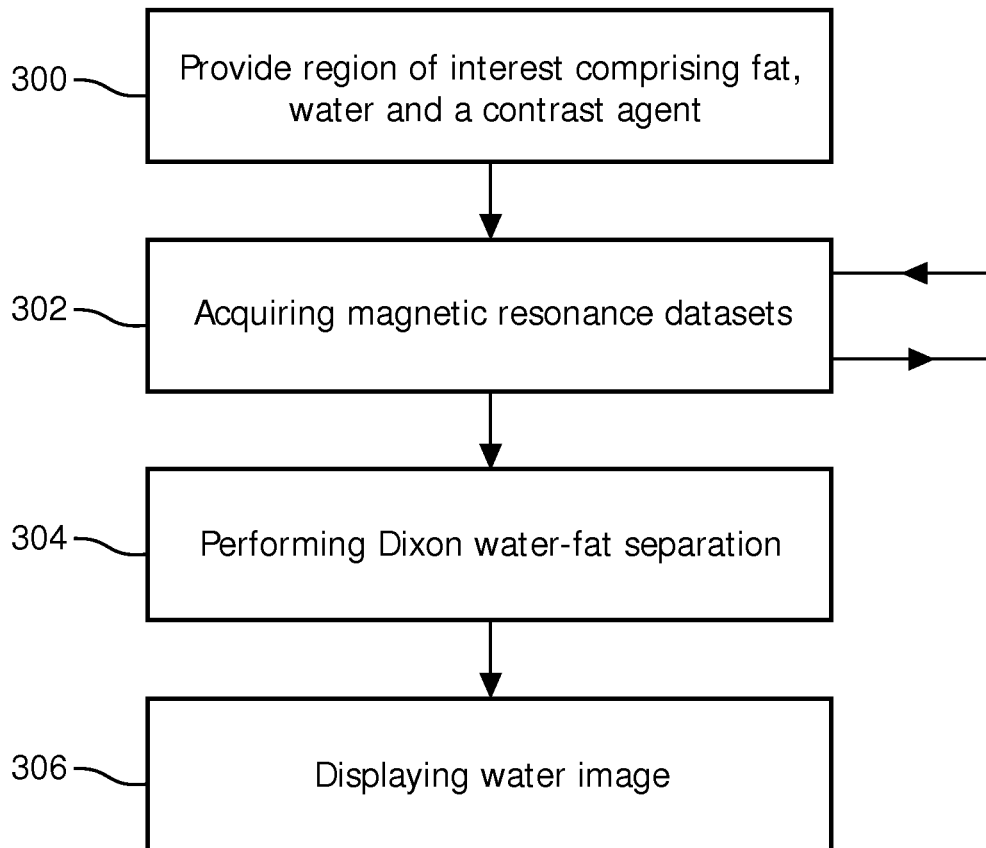 300
Provide region of interest comprising fat,
water and a contrast agent
302
Acquiring magnetic resonance datasets
304
Performing Dixon water-fat separation
306
Displaying water image